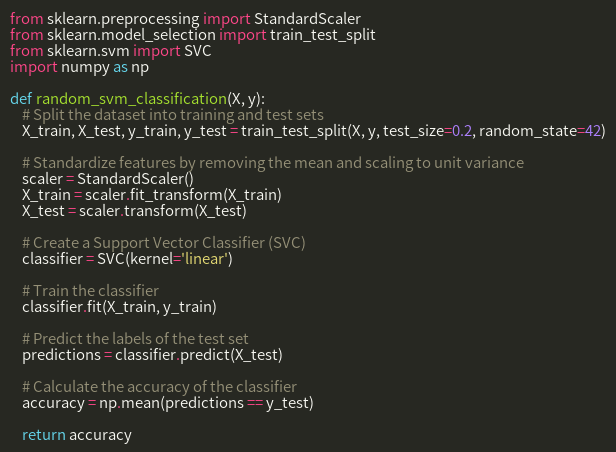 from sklearn.preprocessing import StandardScaler
from sklearn.model_selection import train_test_split
from sklearn.svm import SVC
import numpy as np

def random_svm_classification(X, y):
    # Split the dataset into training and test sets
    X_train, X_test, y_train, y_test = train_test_split(X, y, test_size=0.2, random_state=42)

    # Standardize features by removing the mean and scaling to unit variance
    scaler = StandardScaler()
    X_train = scaler.fit_transform(X_train)
    X_test = scaler.transform(X_test)

    # Create a Support Vector Classifier (SVC)
    classifier = SVC(kernel='linear')

    # Train the classifier
    classifier.fit(X_train, y_train)

    # Predict the labels of the test set
    predictions = classifier.predict(X_test)

    # Calculate the accuracy of the classifier
    accuracy = np.mean(predictions == y_test)

    return accuracy